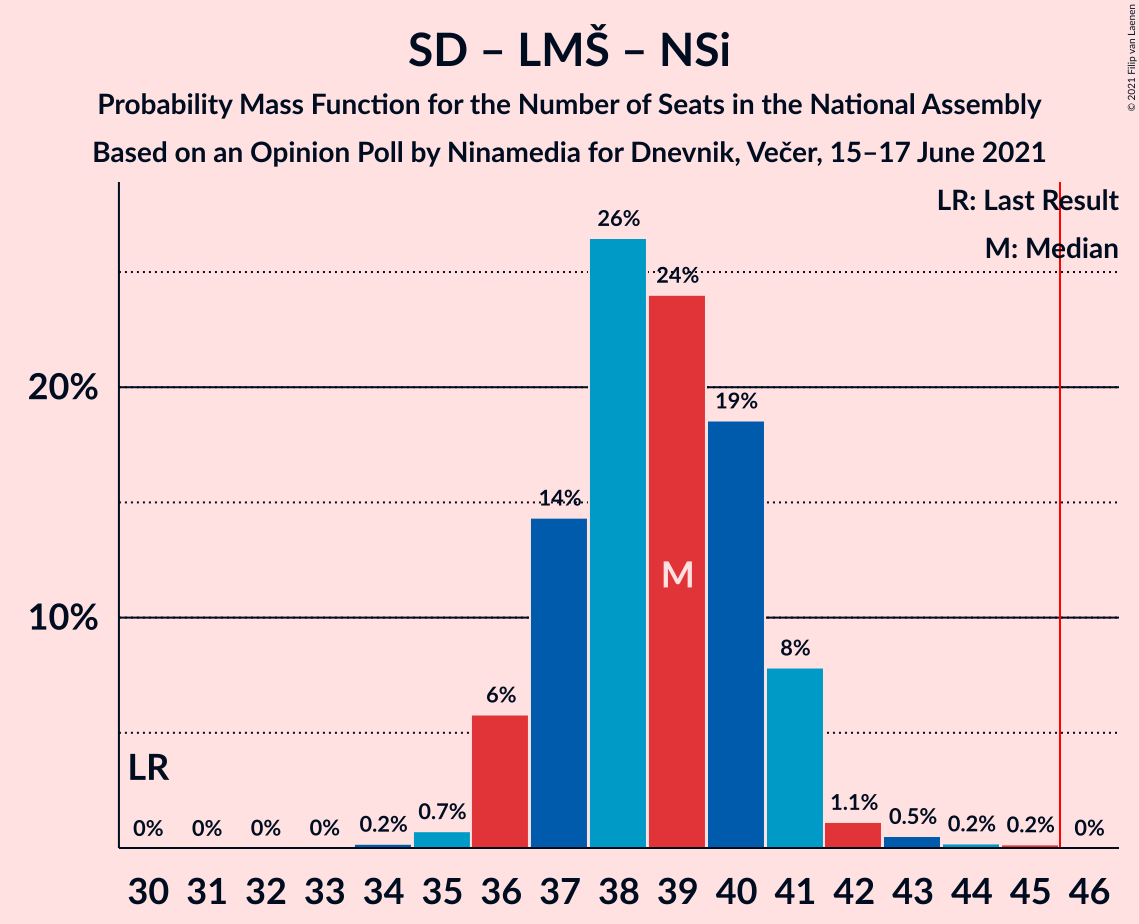 SD – LMŠ – NSi
Probability Mass Function for the Number of Seats in the National Assembly
Based on an Opinion Poll by Ninamedia for Dnevnik, Večer, 15–17 June 2021
© 2021 Filip van Laenen
LR: Last Result
M: Median
26%
24%
20%
19%
14%
M
10%
8%
6%
LR
0% 0% 0% 0% 0.2% 0.7% 1.1% 0.5% 0.2% 0.2% 0%
30 31 32 33 34 35 36 37 38 39 40 41 42 43 44 45 46